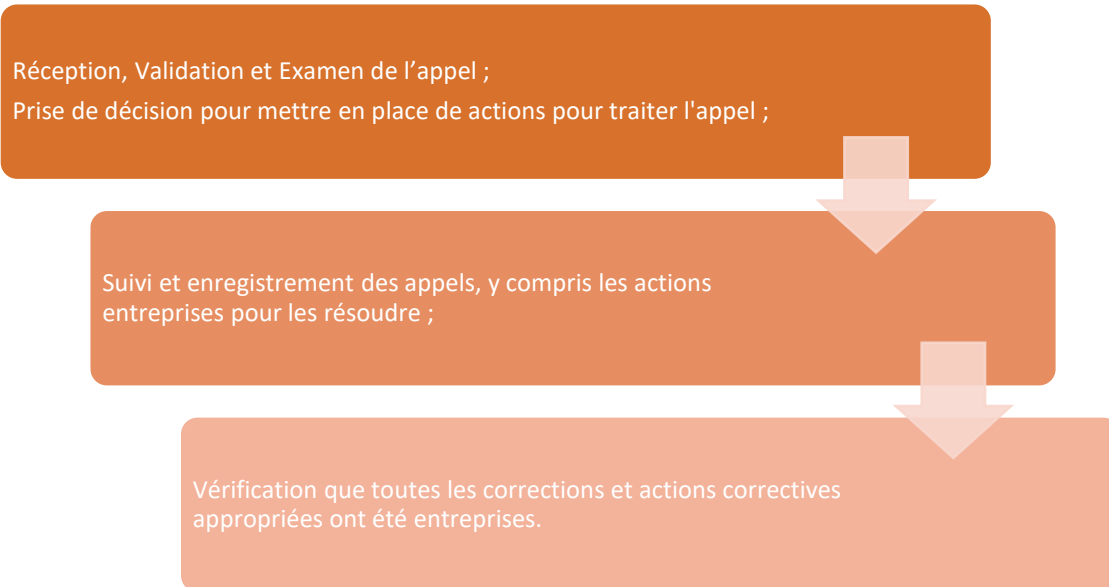 Réception, Validation et Examen de l’appel ;
Prise de décision pour mettre en place de actions pour traiter l'appel ;
Suivi et enregistrement des appels, y compris les actions
entreprises pour les résoudre ;
Vérification que toutes les corrections et actions correctives
appropriées ont été entreprises.